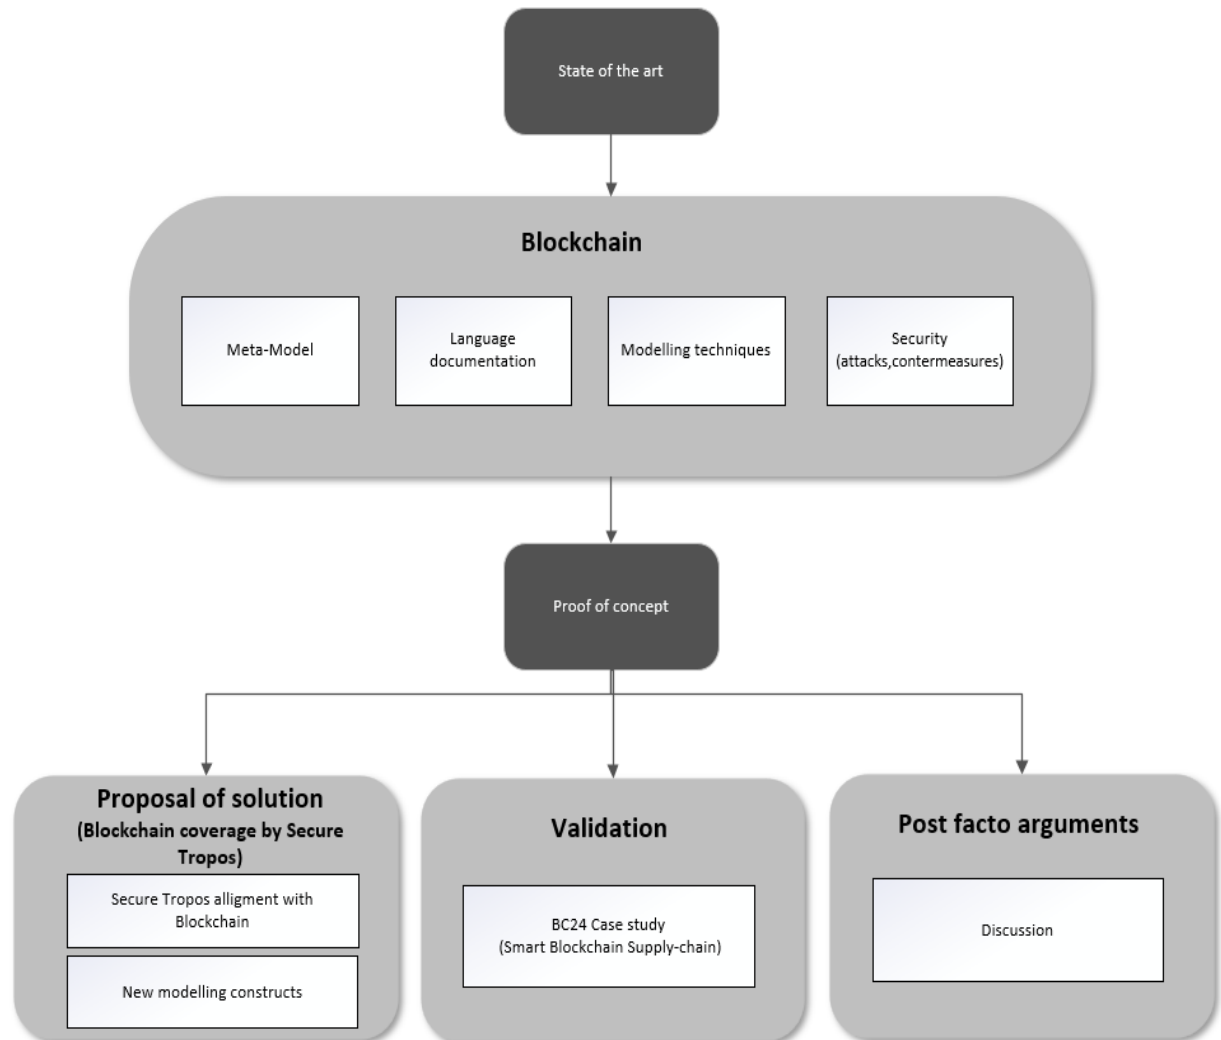 State of the art
Blockchain
Meta-Model
Language
documentation
Modelling techniques
Security
(attacks,contermeasures)
Proof of concept
Proposal of solution
(Blockchain coverage by Secure
Tropos)
Secure Tropos alligment with
Blockchain
New modelling constructs
Validation
BC24 Case study
(Smart Blockchain Supply-chain)
Post facto arguments
Discussion